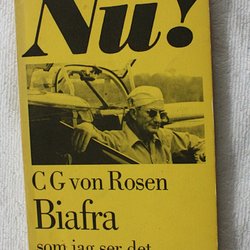 Nu!
C G von Rosen
Biafra
som jag ser det